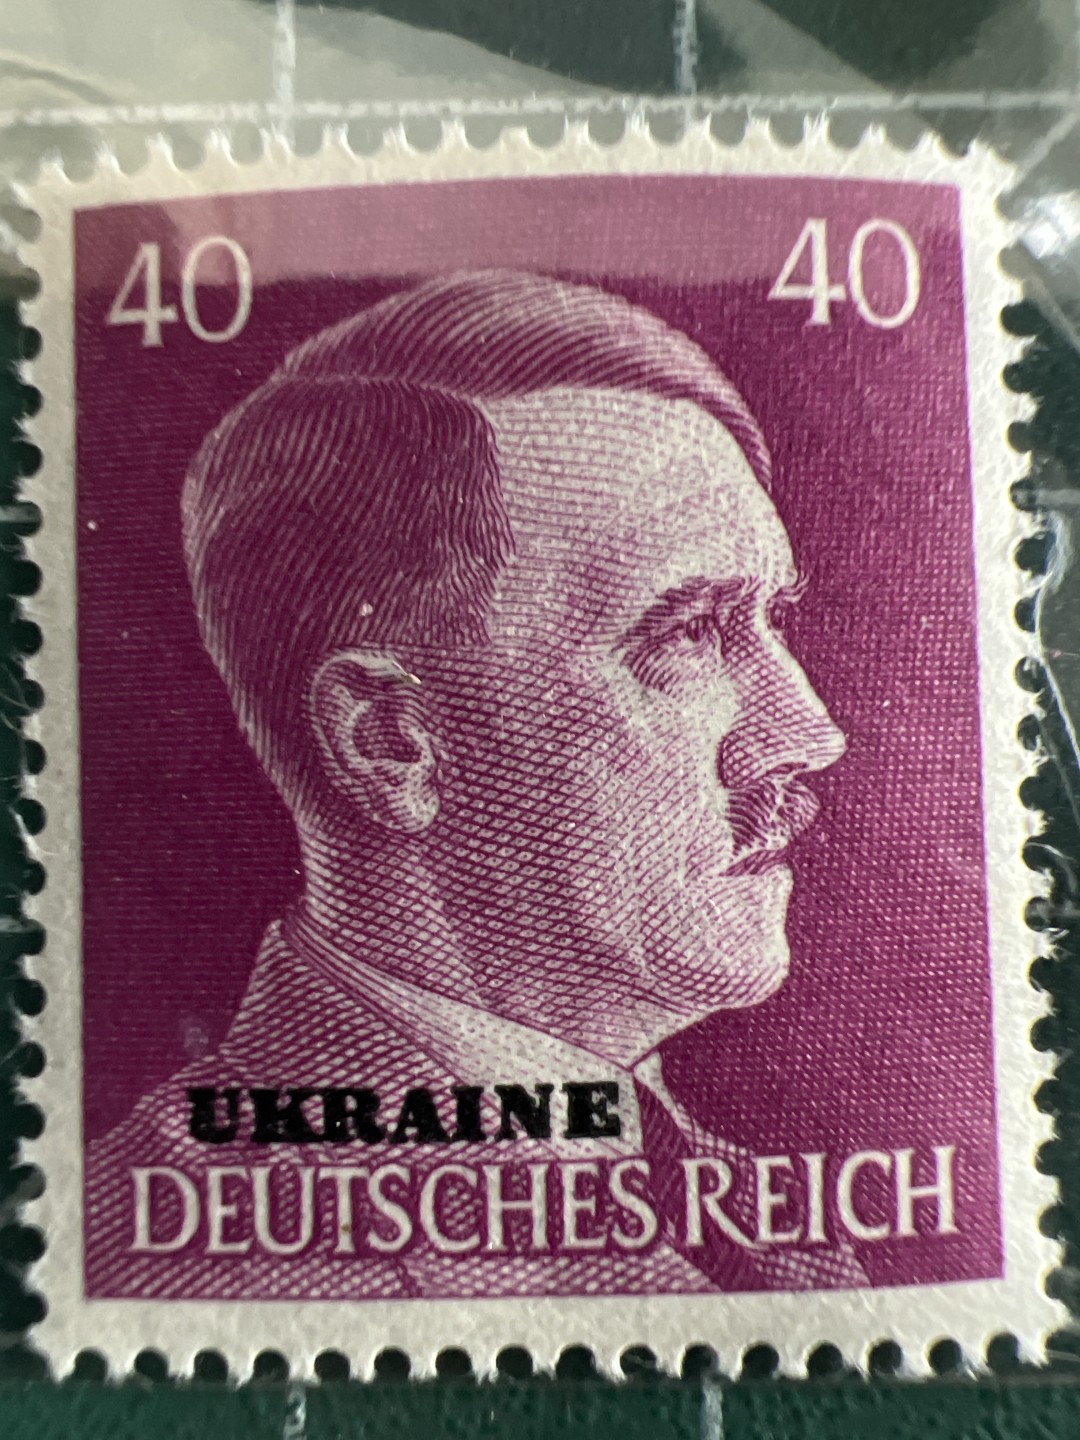 40 40
UKRAINE
DEUTSCHES REICH